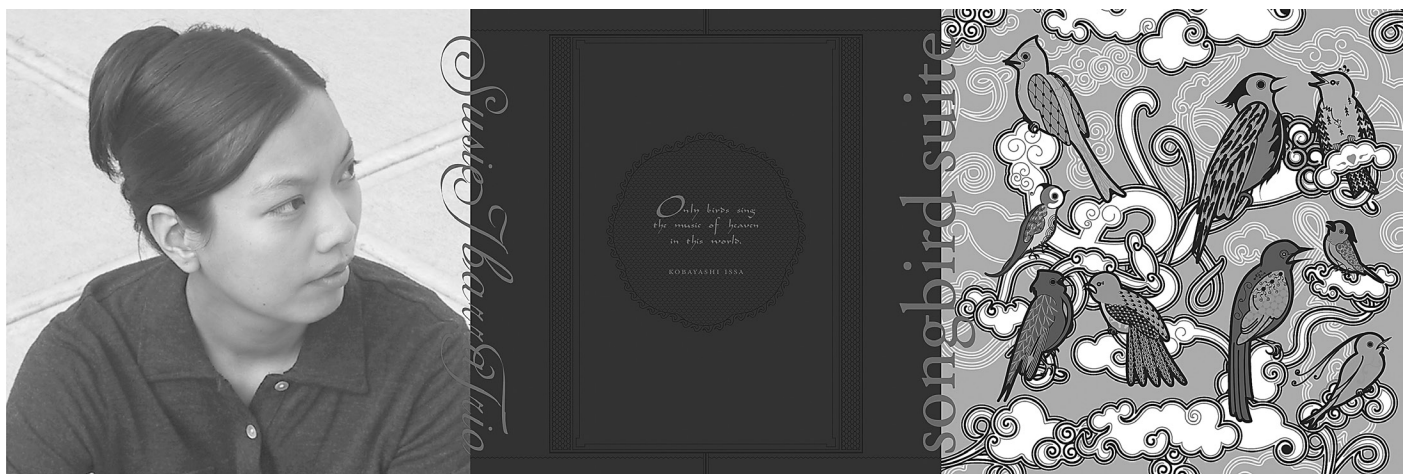 Susie Ibarra Trio
Only birds sing
the music of heaven
in this world.
KOBAYASHI ISSA
songbird suite